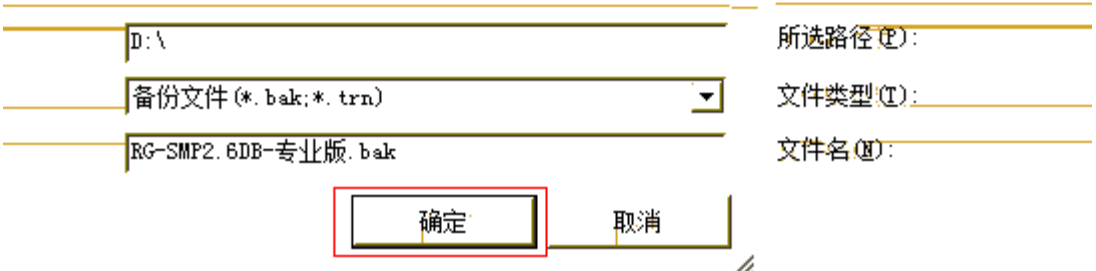 D:\ 所选路径(P):
备份文件(*.bak;*.trn) 文件类型(T):
RG-SMP2.6DB-专业版.bak 文件名(N):
确定 取消